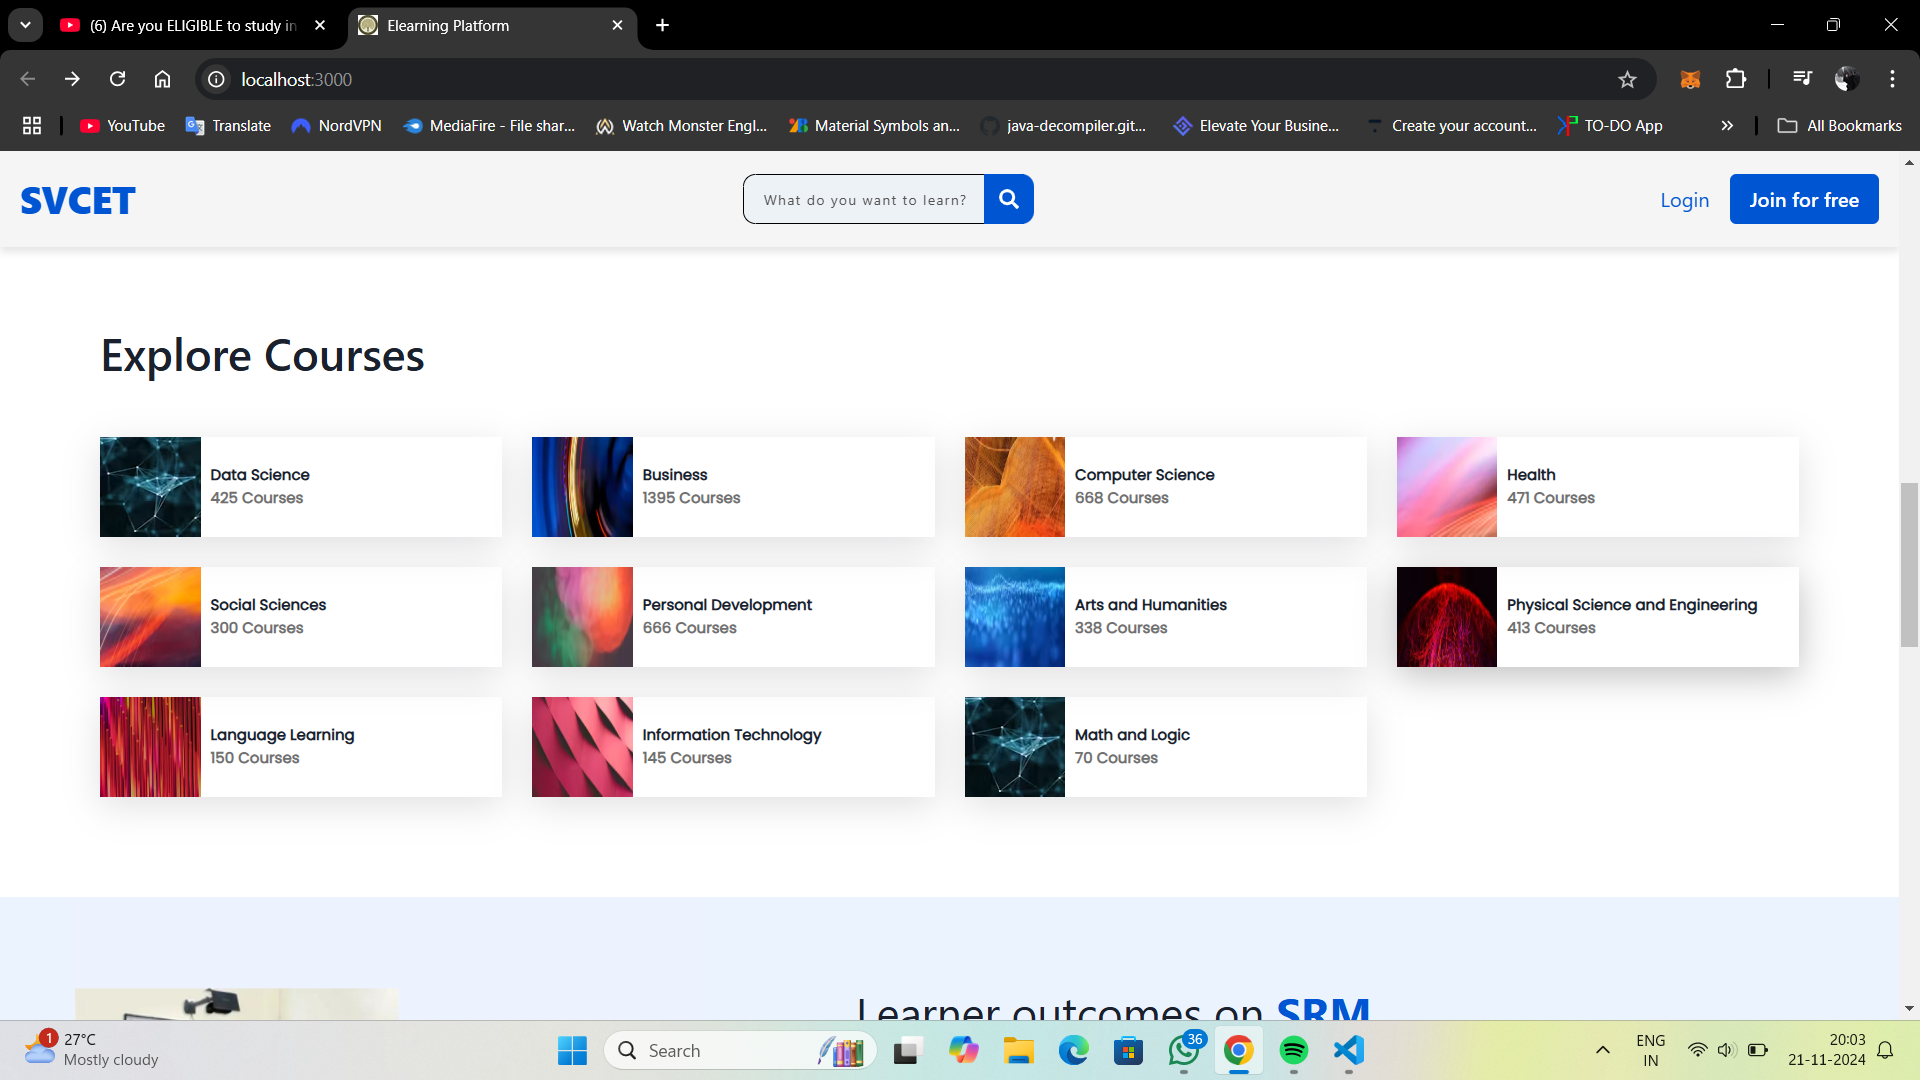 (6) Are you ELIGIBLE to study in
Elearning Platform
localhost:3000
YouTube
Translate
NordVPN
MediaFire - File shar...
Watch Monster Engl...
Material Symbols an...
java-decompiler.git...
Elevate Your Busine...
Create your account...
TO-DO App
All Bookmarks
SVCET
What do you want to learn?
Login
Join for free
Explore Courses
Data Science
425 Courses
Business
1395 Courses
Computer Science
668 Courses
Health
471 Courses
Social Sciences
300 Courses
Personal Development
666 Courses
Arts and Humanities
338 Courses
Physical Science and Engineering
413 Courses
Language Learning
150 Courses
Information Technology
145 Courses
Math and Logic
70 Courses
Learner outcomes on SRM
1
27°C
Mostly cloudy
Search
36
ENG
IN
20:03
21-11-2024